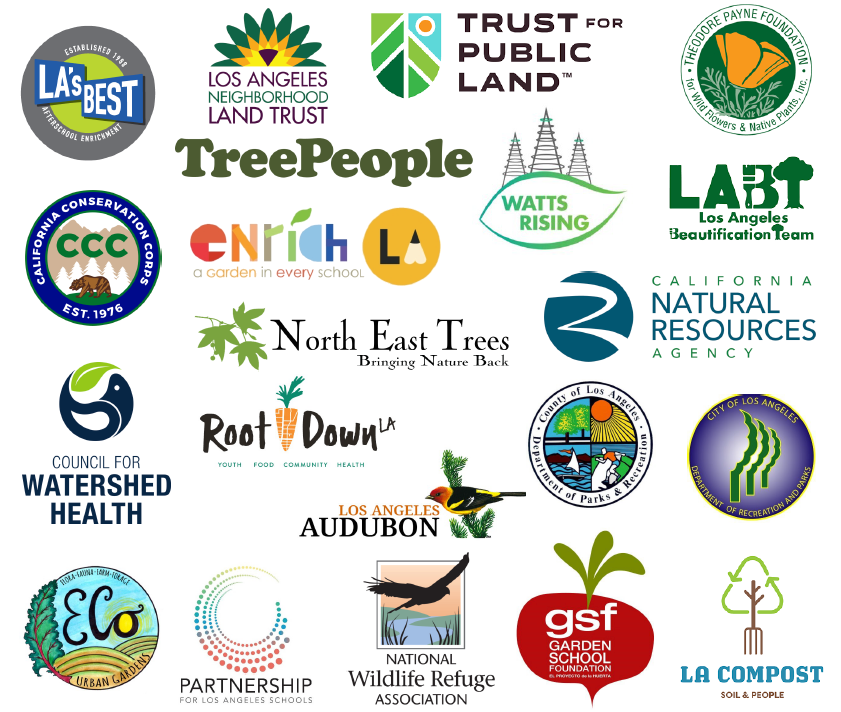 ESTABLISHED 1988
LA's
BEST
AFTERSCHOOL ENRICHMENT
LOS ANGELES
NEIGHBORHOOD
LAND TRUST
TRUST FOR
PUBLIC
LAND™
THEODORE PAYNE FOUNDATION
for Wild Flowers & Native Plants, Inc.
TreePeople
WATTS
RISING
LABT
Los Angeles
Beautification Team
CALIFORNIA CONSERVATION CORPS
CCC
EST. 1976
enrich LA
a garden in every school
CALIFORNIA
NATURAL
RESOURCES
AGENCY
North East Trees
Bringing Nature Back
COUNCIL FOR
WATERSHED
HEALTH
Root Down LA
YOUTH FOOD COMMUNITY HEALTH
County of Los Angeles
Department of Parks & Recreation
CITY OF LOS ANGELES
DEPARTMENT OF RECREATION AND PARKS
LOS ANGELES
AUDUBON
FLORA-FAUNA-FARM-FORAGE
ECo
URBAN GARDENS
PARTNERSHIP
FOR LOS ANGELES SCHOOLS
NATIONAL
Wildlife Refuge
ASSOCIATION
gsf
GARDEN
SCHOOL
FOUNDATION
EL PROYECTO de la HUERTA
LA COMPOST
SOIL & PEOPLE